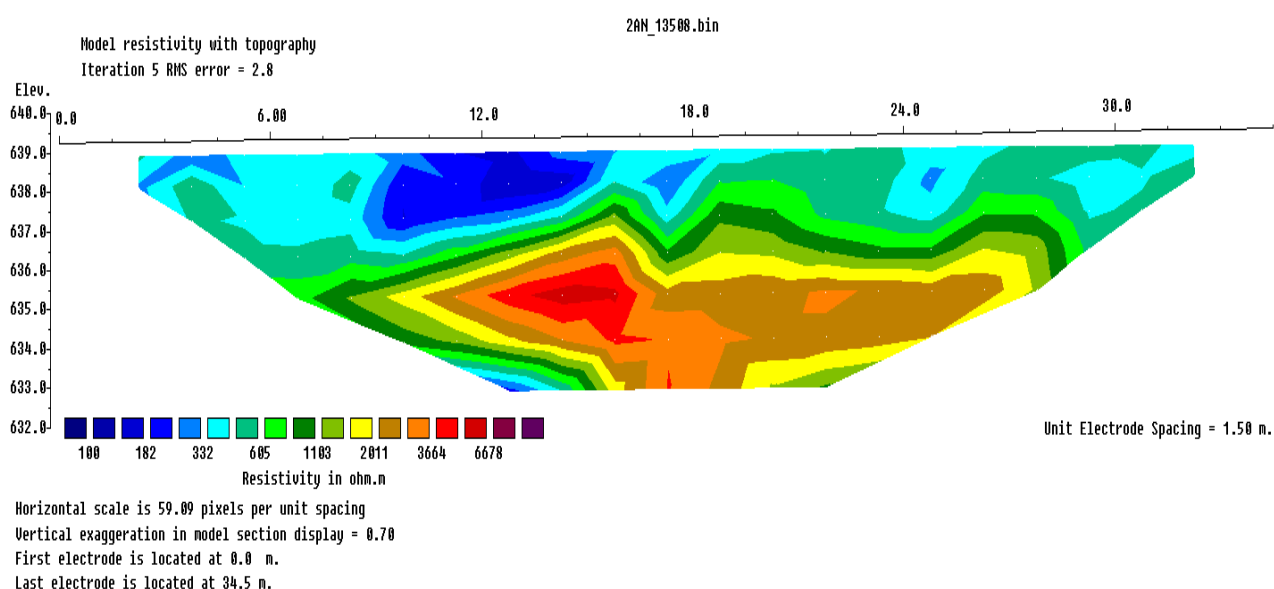 2AN_13508.bin
Model resistivity with topography
Iteration 5 RMS error = 2.8
Elev.
640.0
0.0 6.00 12.0 18.0 24.0 30.0
639.0
638.0
637.0
636.0
635.0
634.0
633.0
632.0
100 182 332 605 1103 2011 3664 6678
Resistivity in ohm.m
Unit Electrode Spacing = 1.50 m.
Horizontal scale is 59.09 pixels per unit spacing
Vertical exaggeration in model section display = 0.70
First electrode is located at 0.0 m.
Last electrode is located at 34.5 m.